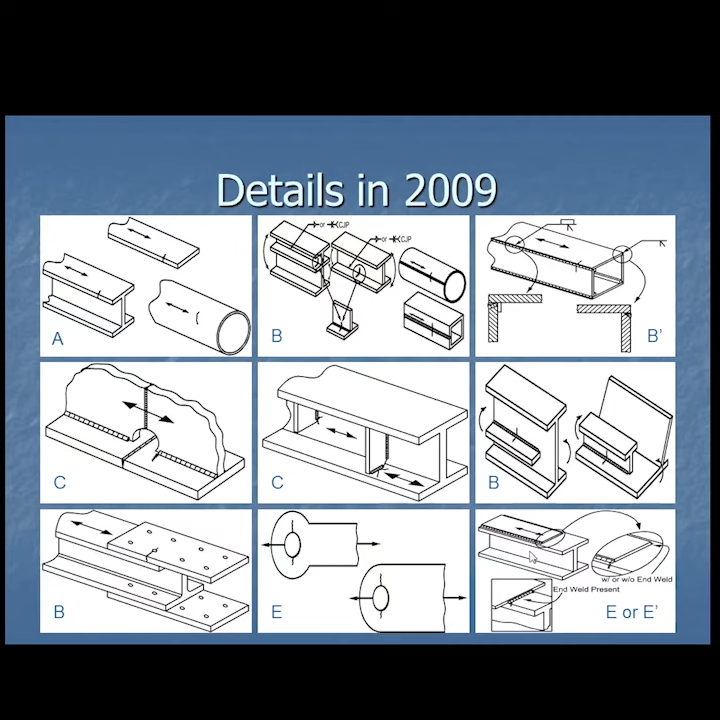 Details in 2009
A
or CJP
or CJP
B
B'
C
C
B
B
E
w/ or w/o End Weld
End Weld Present
E or E'